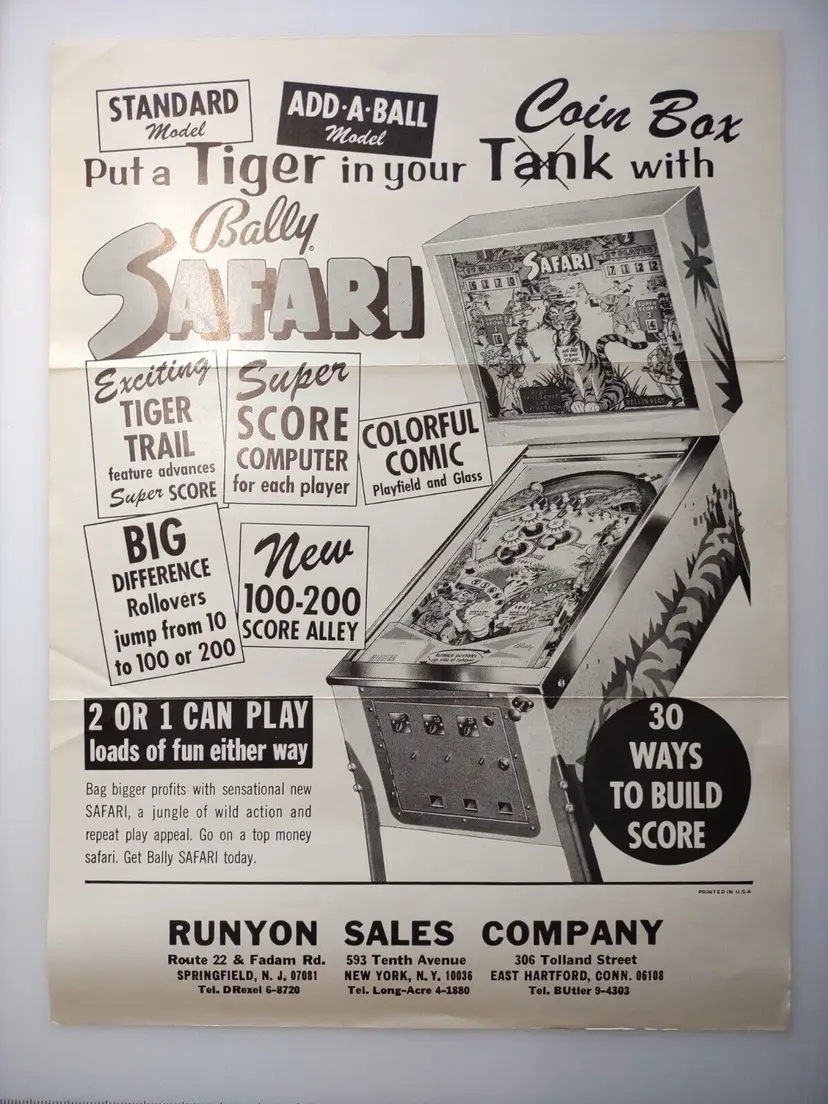 STANDARD
Model
ADD·A·BALL
Model
Coin Box
Put a Tiger in your Tank with
Bally
SAFARI
Exciting
TIGER
TRAIL
feature advances
Super SCORE
Super
SCORE
COMPUTER
for each player
COLORFUL
COMIC
Playfield and Glass
BIG
DIFFERENCE
Rollovers
jump from 10
to 100 or 200
New
100-200
SCORE ALLEY
SAFARI
2 OR 1 CAN PLAY
loads of fun either way
Bag bigger profits with sensational new
SAFARI, a jungle of wild action and
repeat play appeal. Go on a top money
safari. Get Bally SAFARI today.
30
WAYS
TO BUILD
SCORE
PRINTED IN U.S.A
RUNYON SALES COMPANY
Route 22 & Fadam Rd.
SPRINGFIELD, N. J. 07081
Tel. DRexel 6-8720
593 Tenth Avenue
NEW YORK, N. Y. 10036
Tel. Long-Acre 4-1880
306 Tolland Street
EAST HARTFORD, CONN. 06108
Tel. BUtler 9-4303